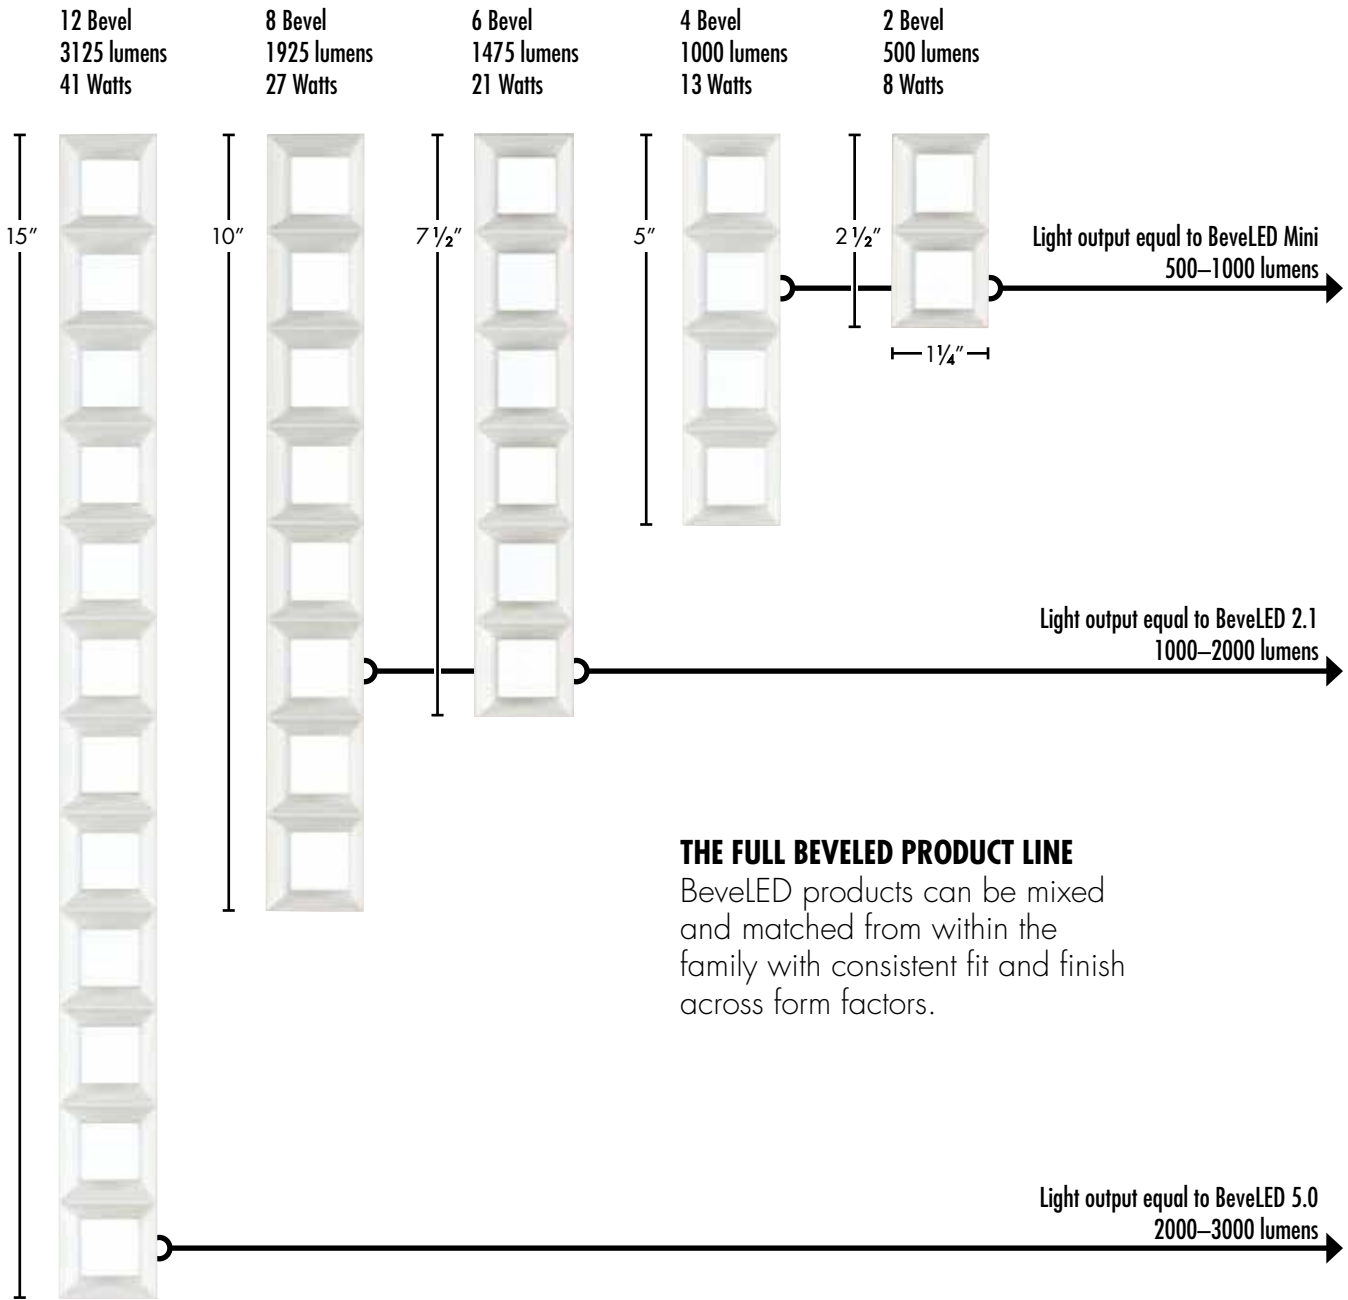 12 Bevel
3125 lumens
41 Watts
8 Bevel
1925 lumens
27 Watts
6 Bevel
1475 lumens
21 Watts
4 Bevel
1000 lumens
13 Watts
2 Bevel
500 lumens
8 Watts
15"
10"
7 ½"
5"
2 ½"
1¼"
Light output equal to BeveLED Mini
500–1000 lumens
Light output equal to BeveLED 2.1
1000–2000 lumens
THE FULL BEVELED PRODUCT LINE
BeveLED products can be mixed
and matched from within the
family with consistent fit and finish
across form factors.
Light output equal to BeveLED 5.0
2000–3000 lumens